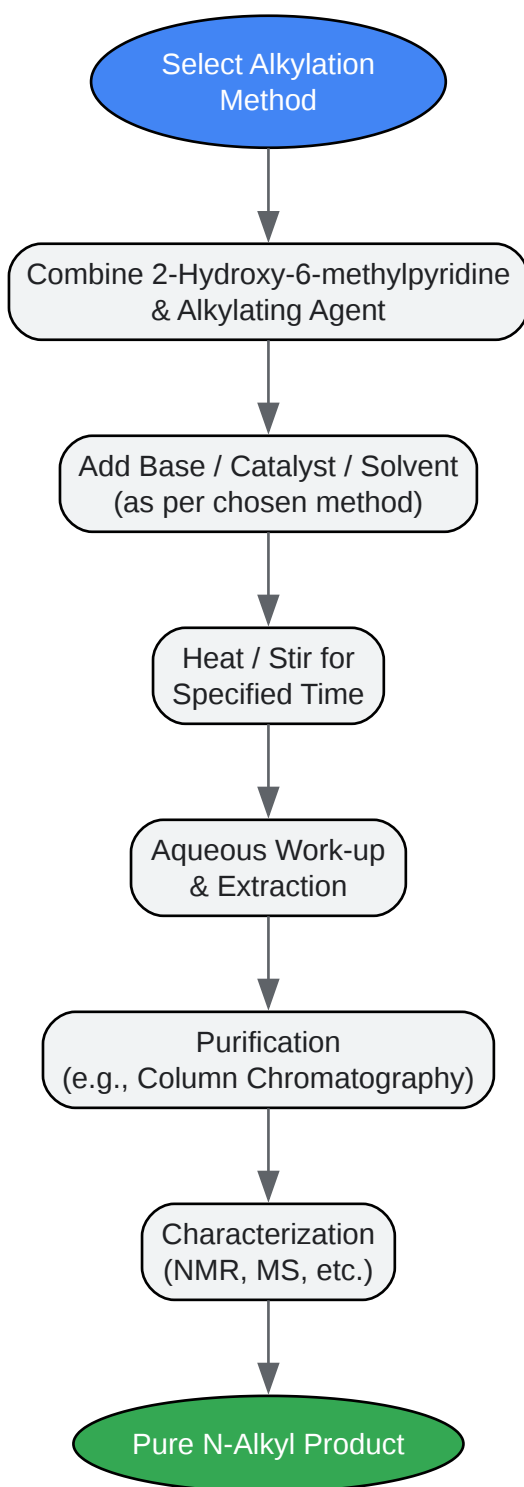 Select Alkylation
Method
Combine 2-Hydroxy-6-methylpyridine
& Alkylating Agent
Add Base / Catalyst / Solvent
(as per chosen method)
Heat / Stir for
Specified Time
Aqueous Work-up
& Extraction
Purification
(e.g., Column Chromatography)
Characterization
(NMR, MS, etc.)
Pure N-Alkyl Product